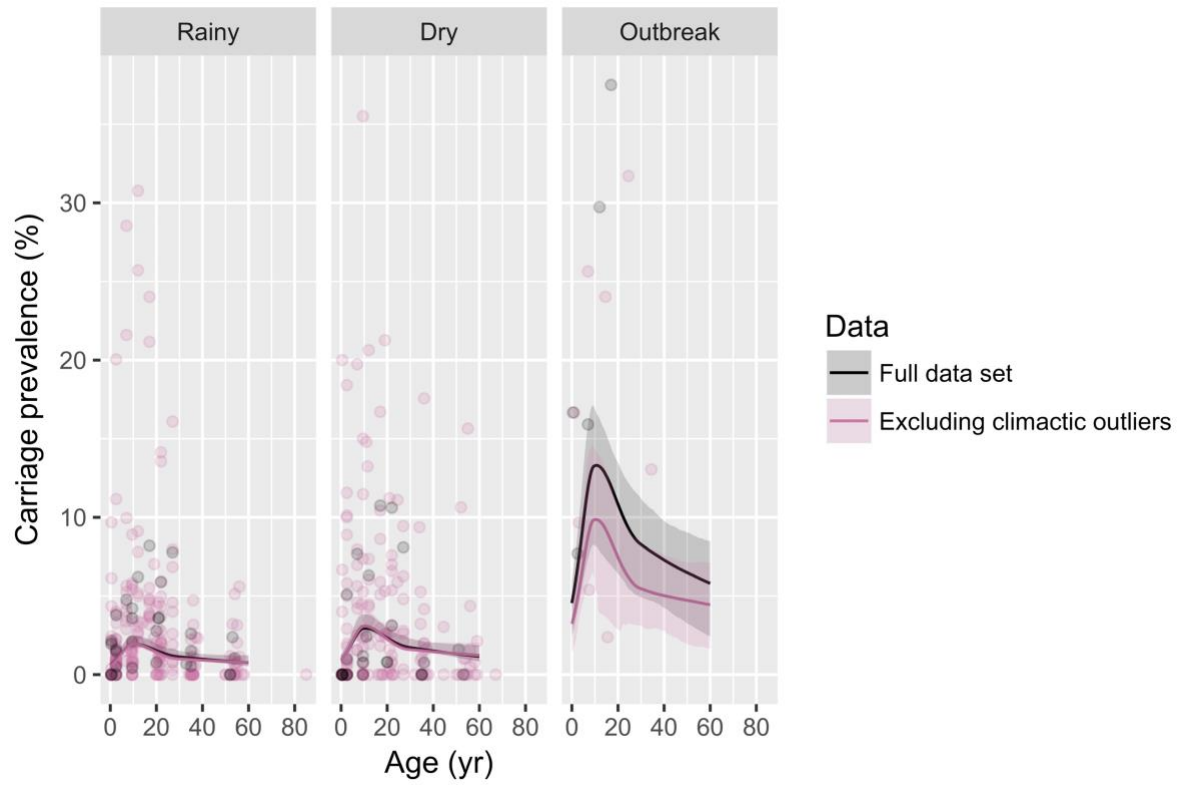 Rainy Dry Outbreak
Carriage prevalence (%)
30
20
10
0
0 20 40 60 80 0 20 40 60 80 0 20 40 60 80
Age (yr)
Data
Full data set
Excluding climactic outliers